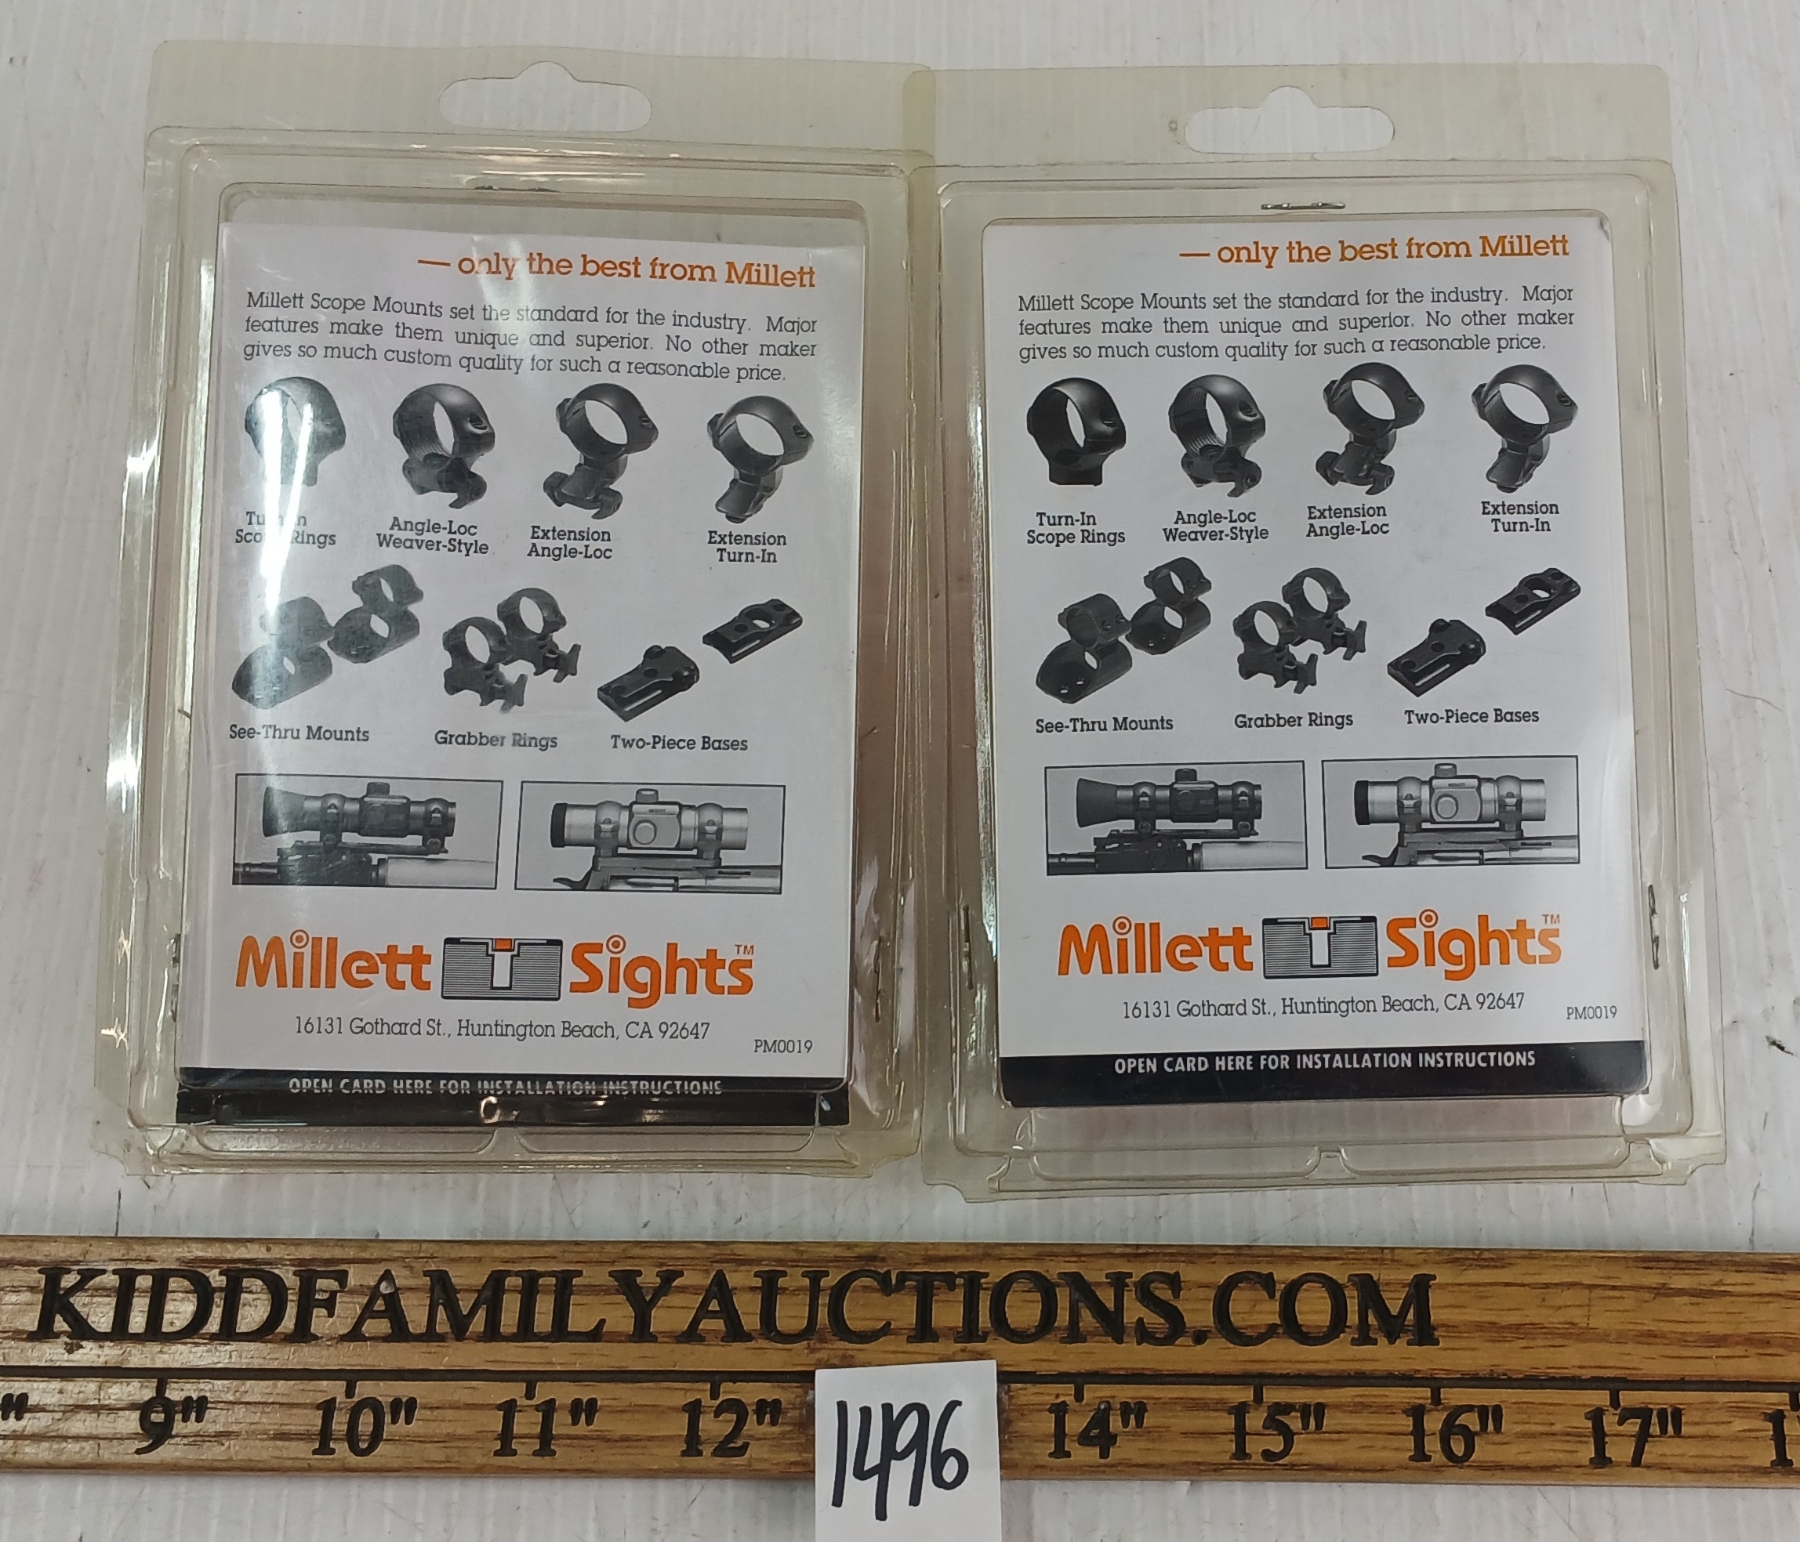 — only the best from Millett
Millett Scope Mounts set the standard for the industry. Major
features make them unique and superior. No other maker
gives so much custom quality for such a reasonable price.
Turn-In
Scope Rings
Angle-Loc
Weaver-Style
Extension
Angle-Loc
Extension
Turn-In
See-Thru Mounts
Grabber Rings
Two-Piece Bases
Millett Sights™
16131 Gothard St., Huntington Beach, CA 92647
PM0019
OPEN CARD HERE FOR INSTALLATION INSTRUCTIONS
— only the best from Millett
Millett Scope Mounts set the standard for the industry. Major
features make them unique and superior. No other maker
gives so much custom quality for such a reasonable price.
Turn-In
Scope Rings
Angle-Loc
Weaver-Style
Extension
Angle-Loc
Extension
Turn-In
See-Thru Mounts
Grabber Rings
Two-Piece Bases
Millett Sights™
16131 Gothard St., Huntington Beach, CA 92647
PM0019
OPEN CARD HERE FOR INSTALLATION INSTRUCTIONS
KIDDFAMILYAUCTIONS.COM
9" 10" 11" 12" 14" 15" 16" 17"
1496